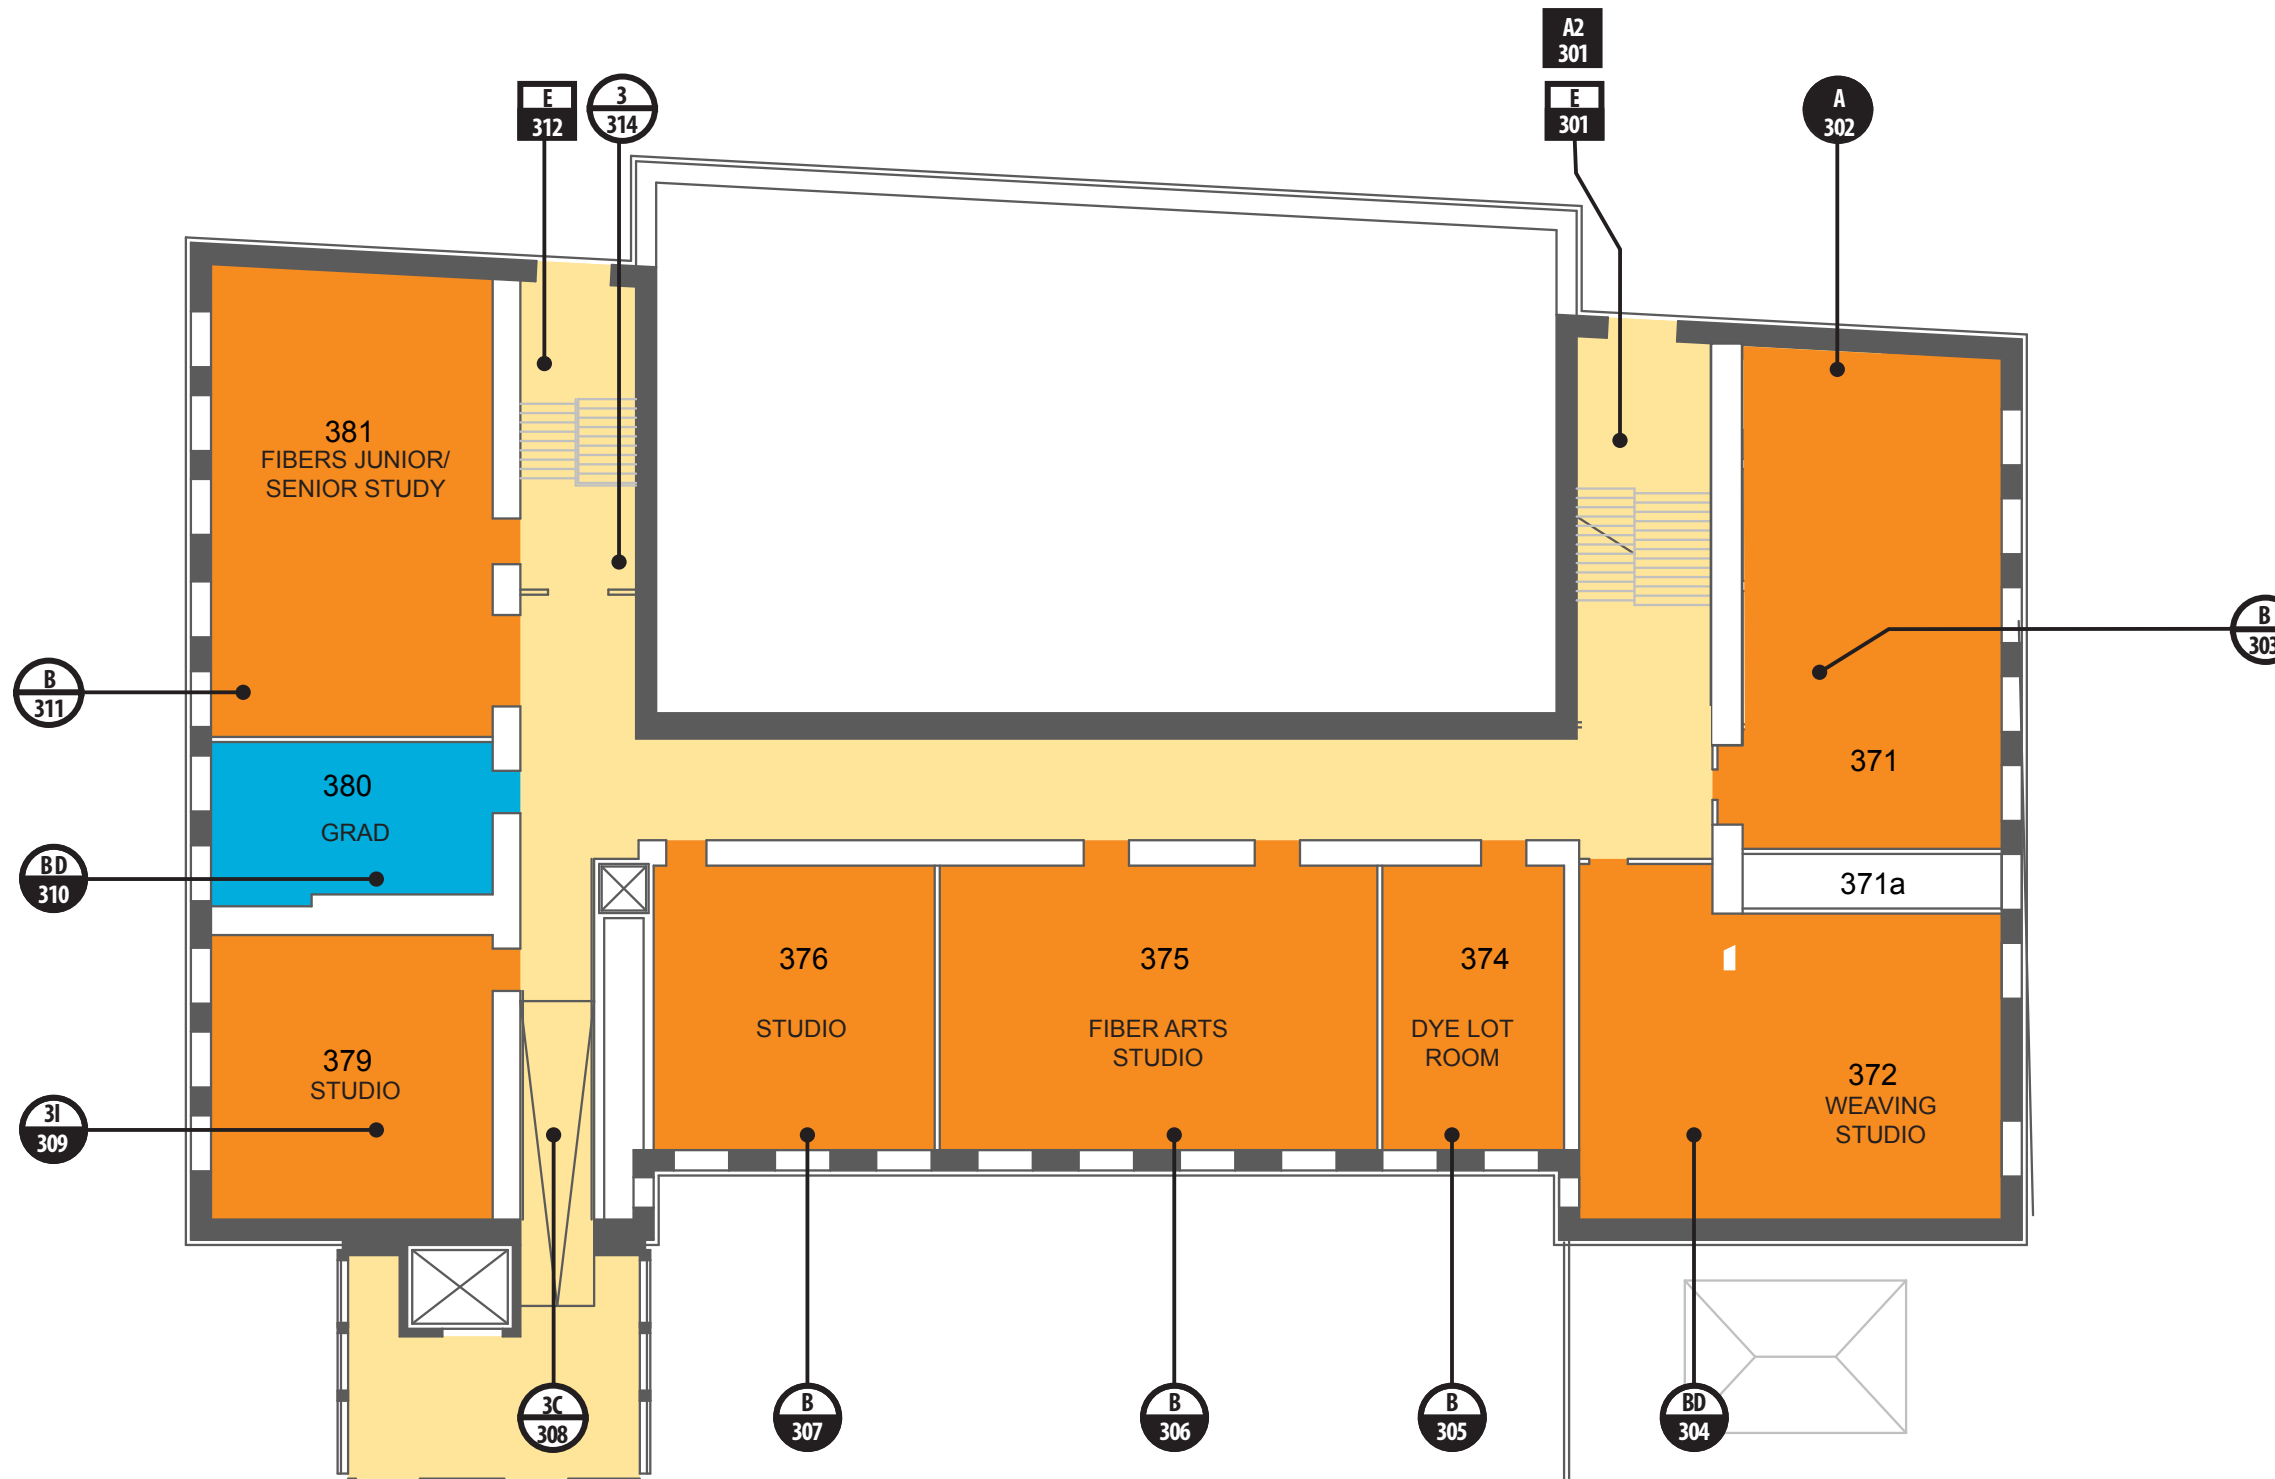 A2
301
E
312
3
314
E
301
A
302
381
FIBERS JUNIOR/
SENIOR STUDY
B
303
B
311
371
380
GRAD
BD
310
371a
376
STUDIO
375
FIBER ARTS
STUDIO
374
DYE LOT
ROOM
379
STUDIO
372
WEAVING
STUDIO
3I
309
3C
308
B
307
B
306
B
305
BD
304